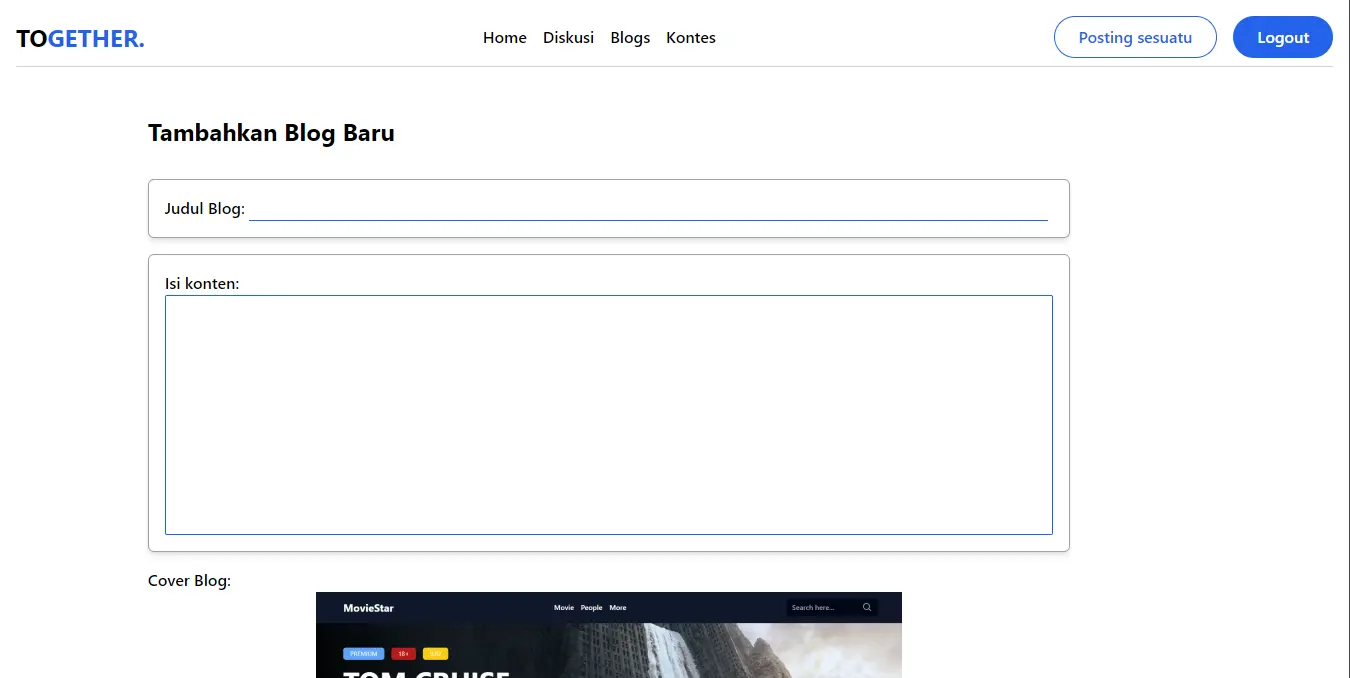 TOGETHER.
Home Diskusi Blogs Kontes
Posting sesuatu
Logout
Tambahkan Blog Baru
Judul Blog:
Isi konten:
Cover Blog:
MovieStar
Movie People More
Search here...
PREMIUM 18+
TOM CRUISE